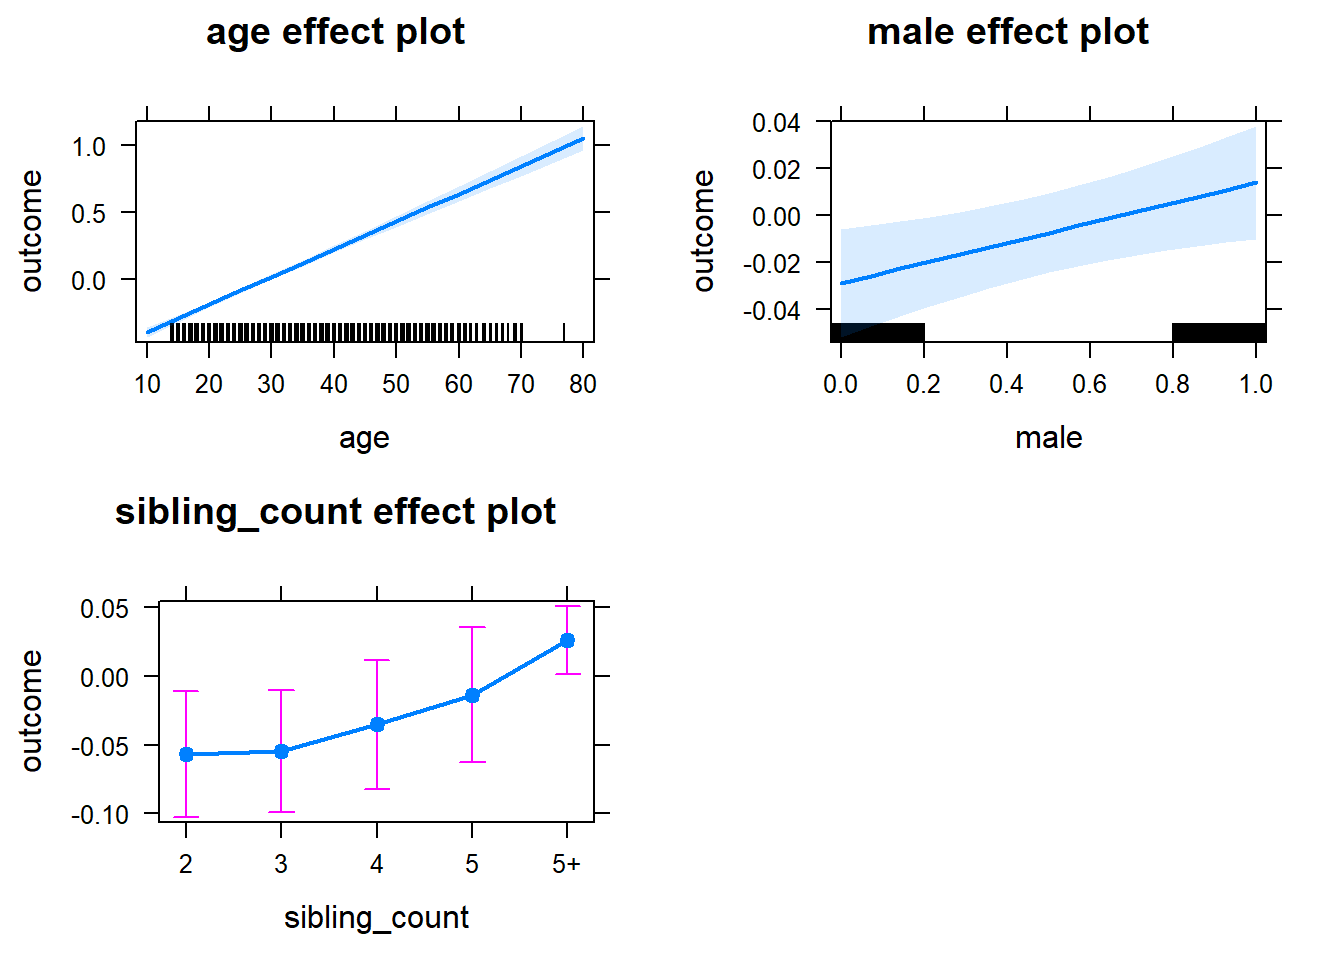 age effect plot
outcome
1.0
0.5
0.0
10 20 30 40 50 60 70 80
age
male effect plot
outcome
0.04
0.02
0.00
-0.02
-0.04
0.0 0.2 0.4 0.6 0.8 1.0
male
sibling_count effect plot
outcome
0.05
0.00
-0.05
-0.10
2 3 4 5 5+
sibling_count